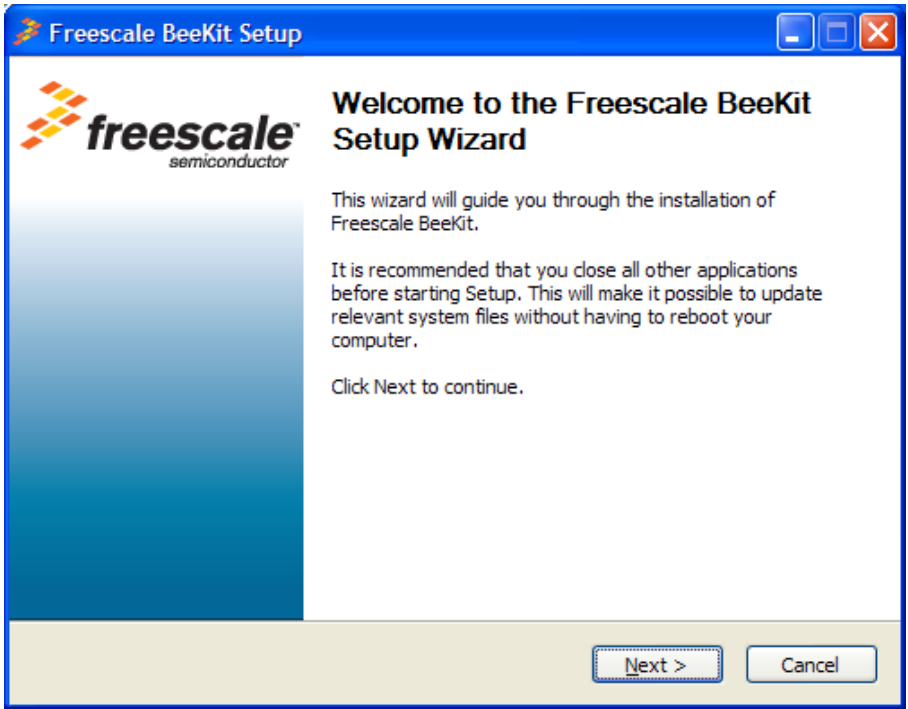 Freescale BeeKit Setup
freescale™
semiconductor
Welcome to the Freescale BeeKit
Setup Wizard
This wizard will guide you through the installation of
Freescale BeeKit.
It is recommended that you close all other applications
before starting Setup. This will make it possible to update
relevant system files without having to reboot your
computer.
Click Next to continue.
Next >
Cancel